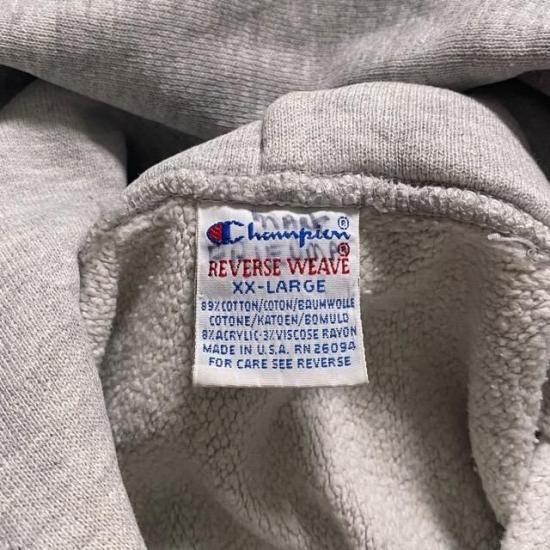 Champion®
REVERSE WEAVE®
XX-LARGE
89%COTTON/COTON/BAUMWOLLE
COTONE/KATOEN/BOMULD
8%ACRYLIC·3%VISCOSE RAYON
MADE IN U.S.A. RN 26094
FOR CARE SEE REVERSE